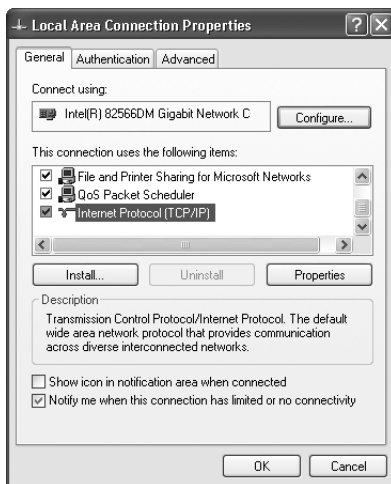 Local Area Connection Properties
General Authentication Advanced
Connect using:
Intel(R) 82566DM Gigabit Network C
Configure...
This connection uses the following items:
File and Printer Sharing for Microsoft Networks
QoS Packet Scheduler
Internet Protocol (TCP/IP)
Install... Uninstall Properties
Description
Transmission Control Protocol/Internet Protocol. The default
wide area network protocol that provides communication
across diverse interconnected networks.
Show icon in notification area when connected
Notify me when this connection has limited or no connectivity
OK Cancel